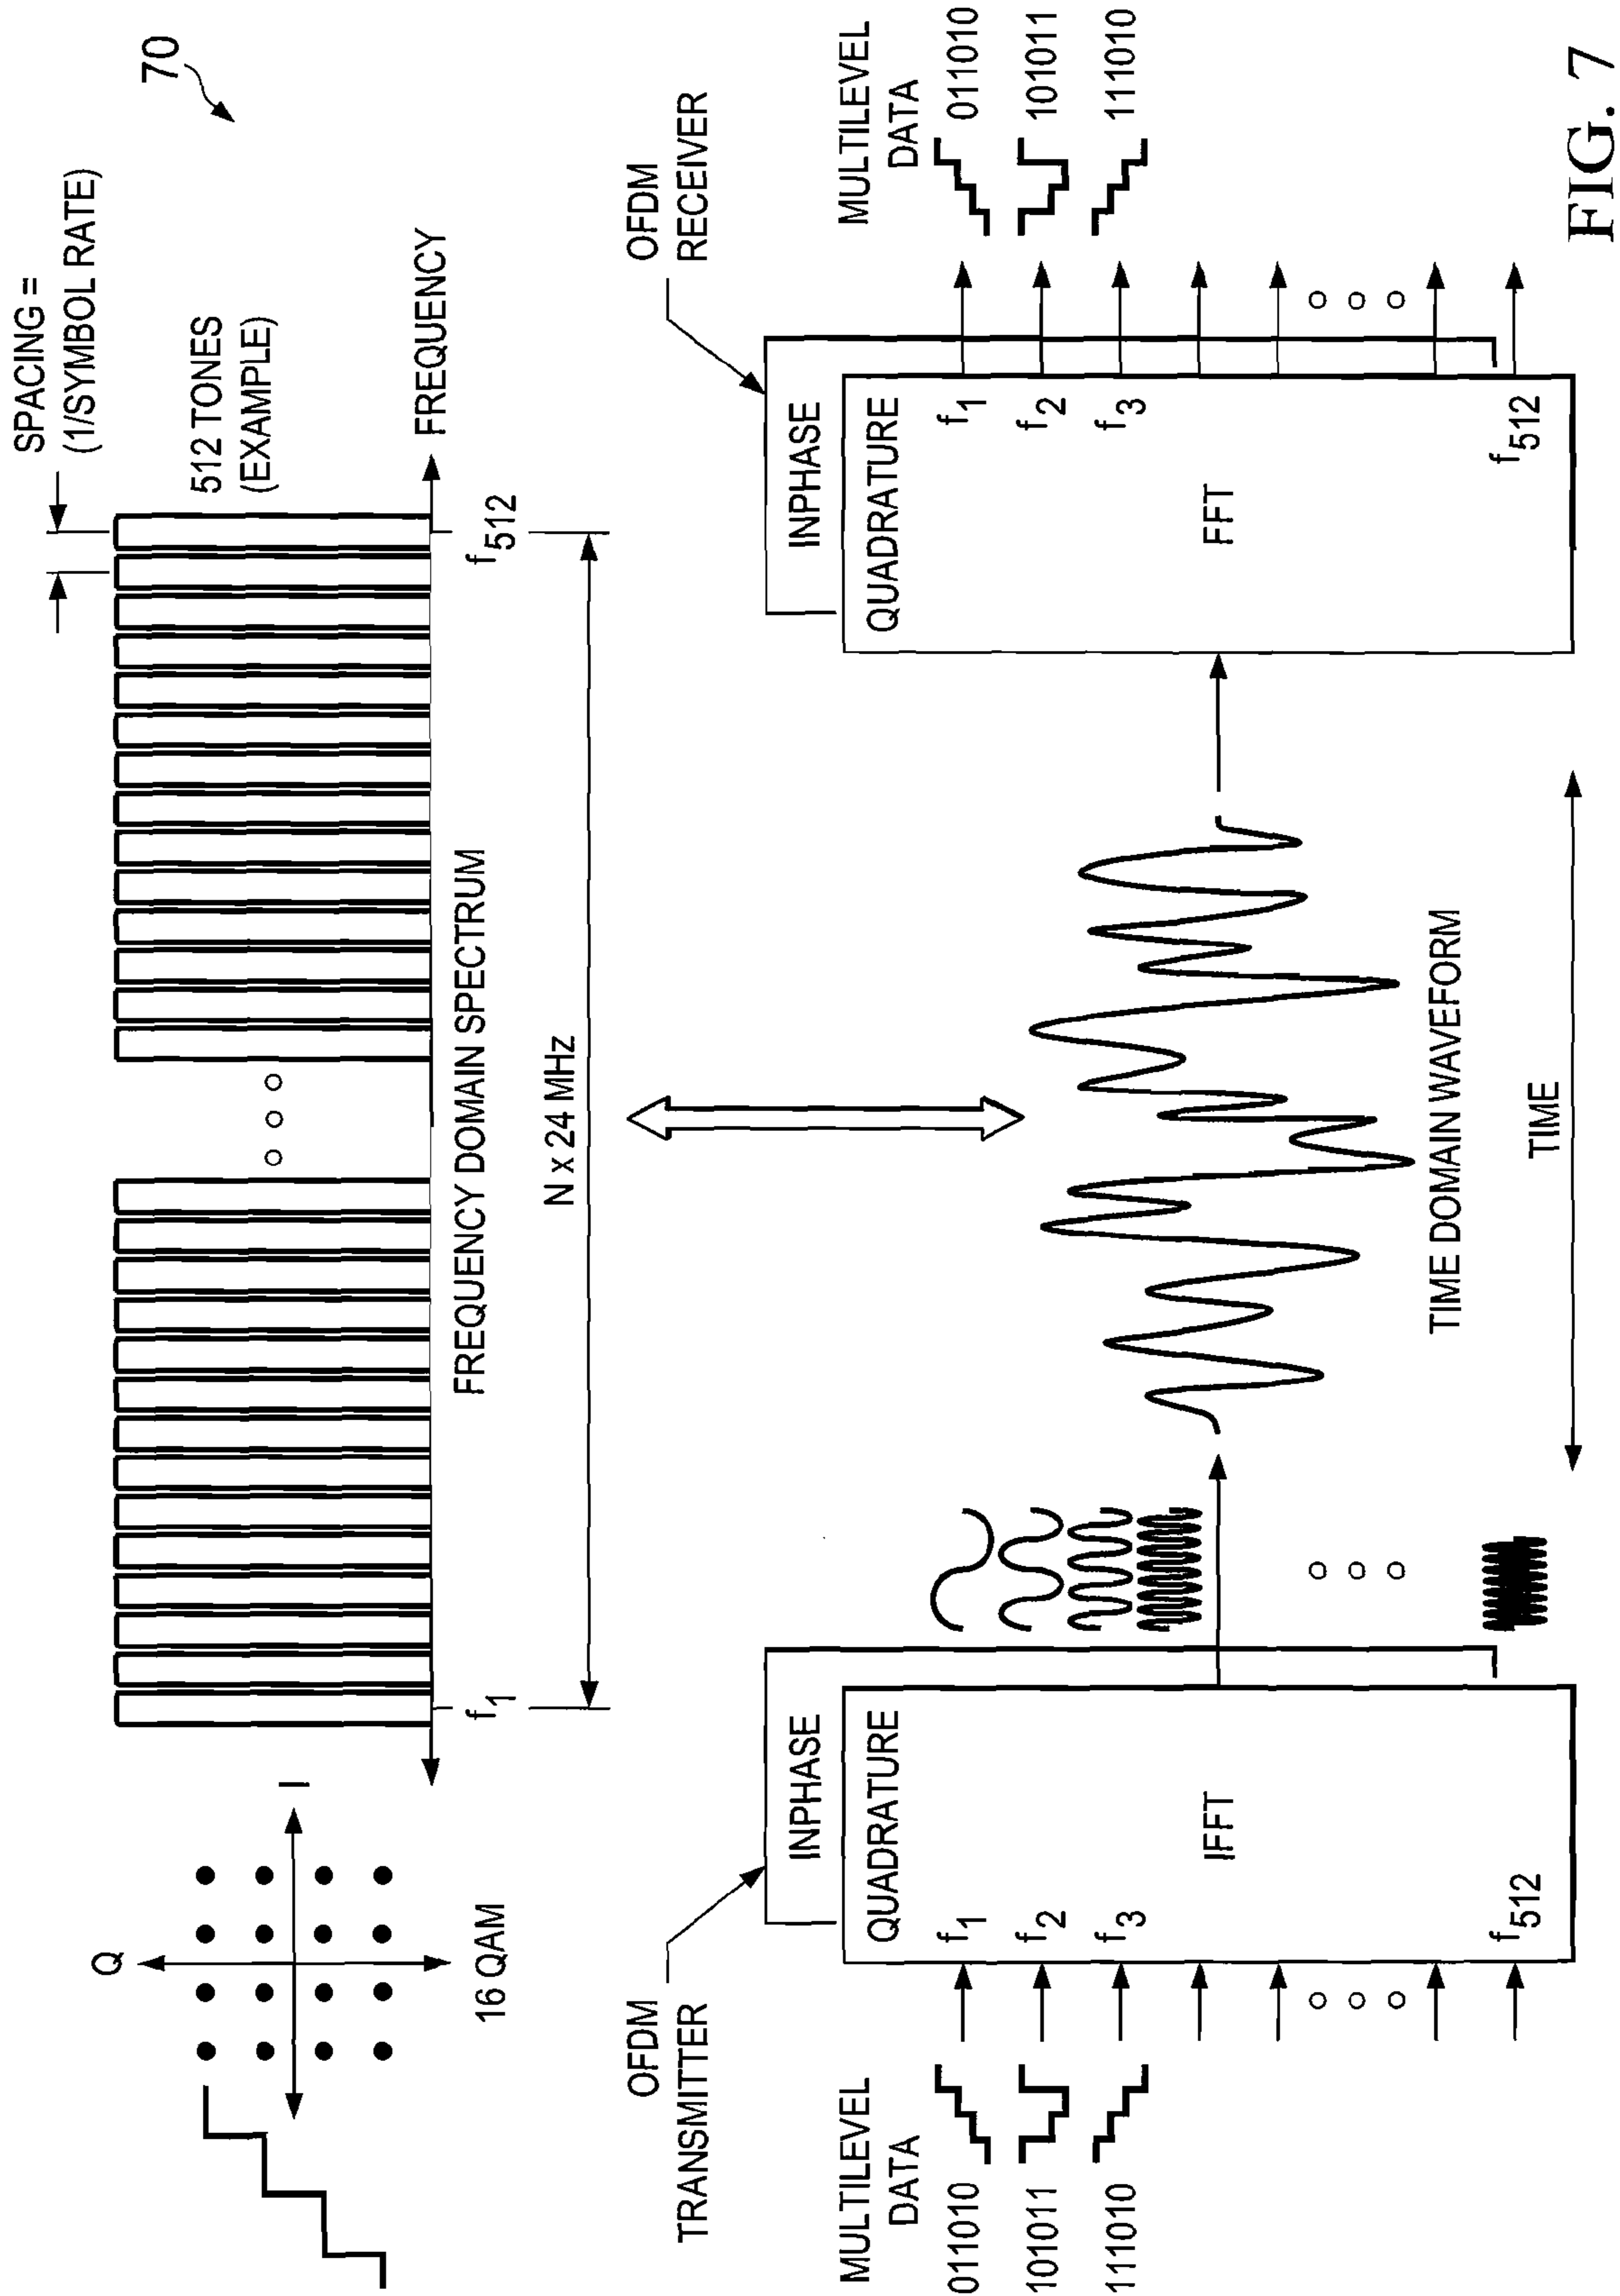 70
SPACING =
(1/SYMBOL RATE)
512 TONES
(EXAMPLE)
Q
I
16 QAM
FREQUENCY
f1
f512
FREQUENCY DOMAIN SPECTRUM
N x 24 MHz
OFDM
TRANSMITTER
INPHASE
QUADRATURE
MULTILEVEL
DATA
011010
101011
111010
f1
f2
f3
f512
IFFT
TIME DOMAIN WAVEFORM
TIME
OFDM
RECEIVER
INPHASE
QUADRATURE
f1
f2
f3
f512
FFT
MULTILEVEL
DATA
011010
101011
111010
FIG. 7